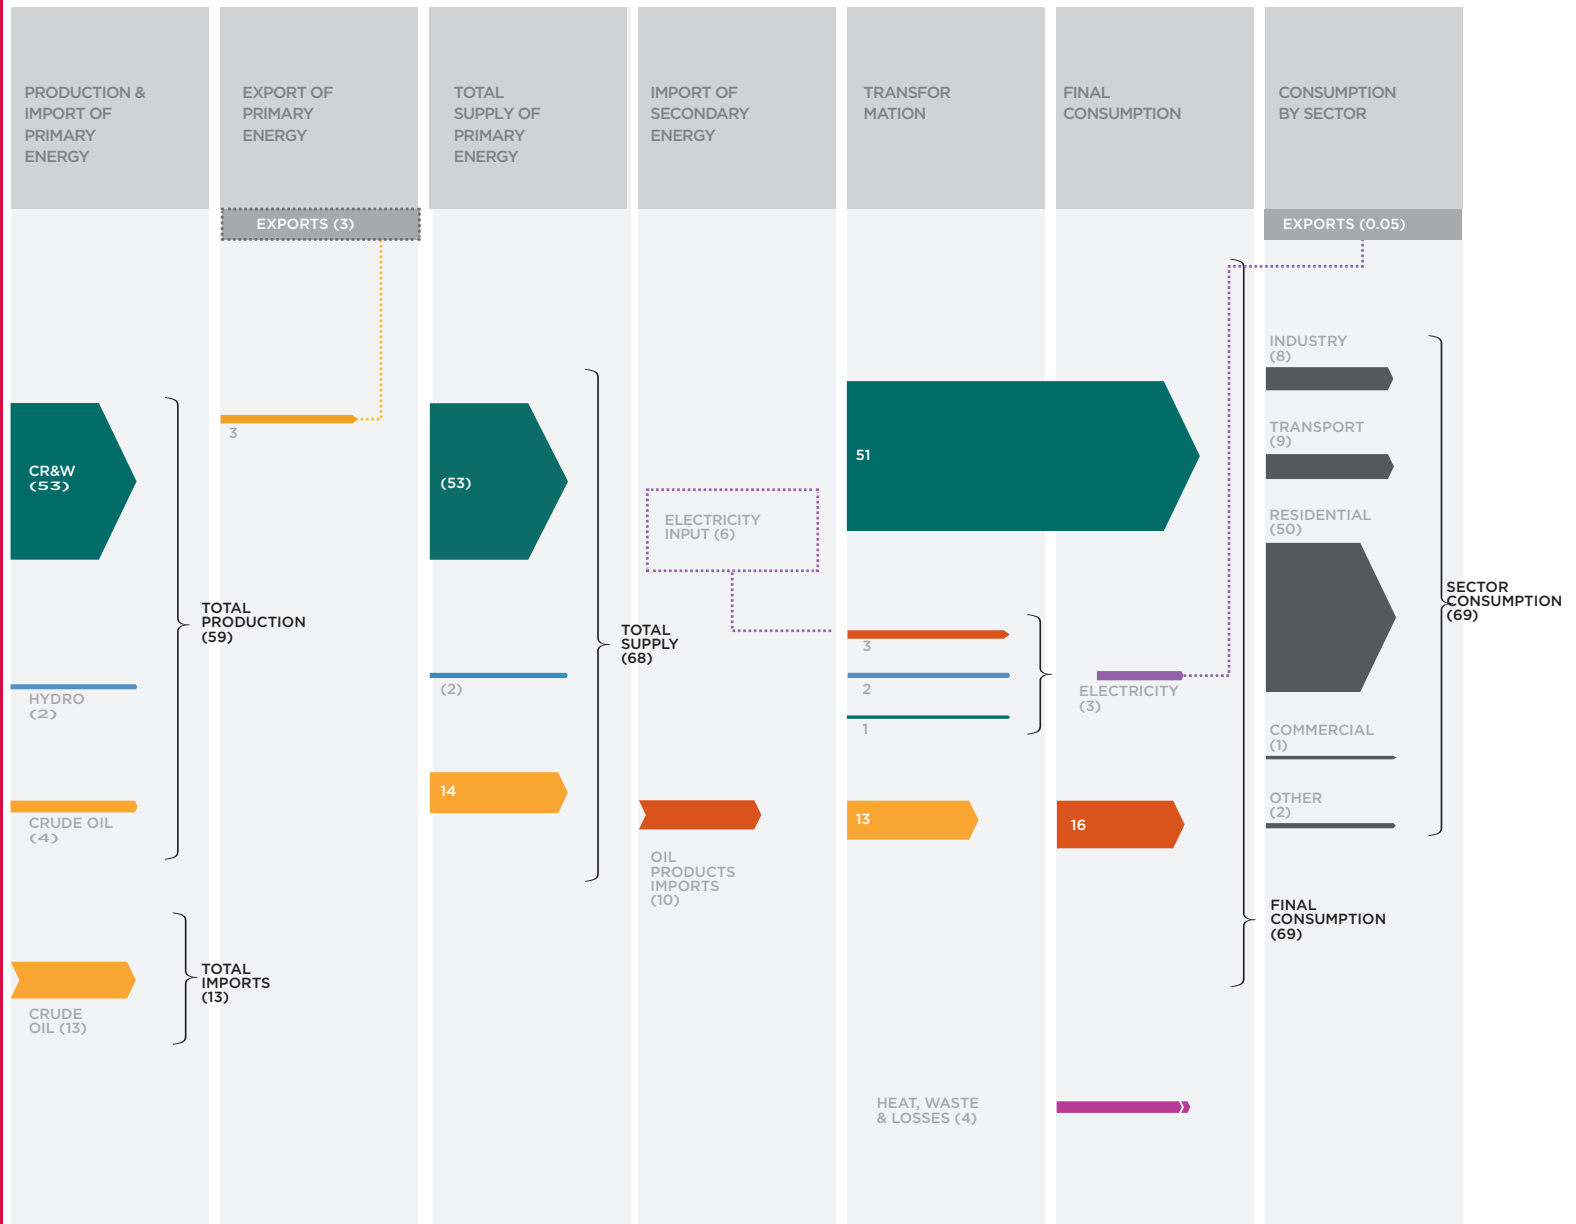 PRODUCTION &
IMPORT OF
PRIMARY
ENERGY
EXPORT OF
PRIMARY
ENERGY
TOTAL
SUPPLY OF
PRIMARY
ENERGY
IMPORT OF
SECONDARY
ENERGY
TRANSFOR
MATION
FINAL
CONSUMPTION
CONSUMPTION
BY SECTOR
CR&W
(53)
HYDRO
(2)
CRUDE OIL
(4)
TOTAL
PRODUCTION
(59)
CRUDE
OIL (13)
TOTAL
IMPORTS
(13)
EXPORTS (3)
3
(53)
(2)
14
TOTAL
SUPPLY
(68)
ELECTRICITY
INPUT (6)
OIL
PRODUCTS
IMPORTS
(10)
51
3
2
1
13
HEAT, WASTE
& LOSSES (4)
ELECTRICITY
(3)
16
EXPORTS (0.05)
INDUSTRY
(8)
TRANSPORT
(9)
RESIDENTIAL
(50)
COMMERCIAL
(1)
OTHER
(2)
SECTOR
CONSUMPTION
(69)
FINAL
CONSUMPTION
(69)